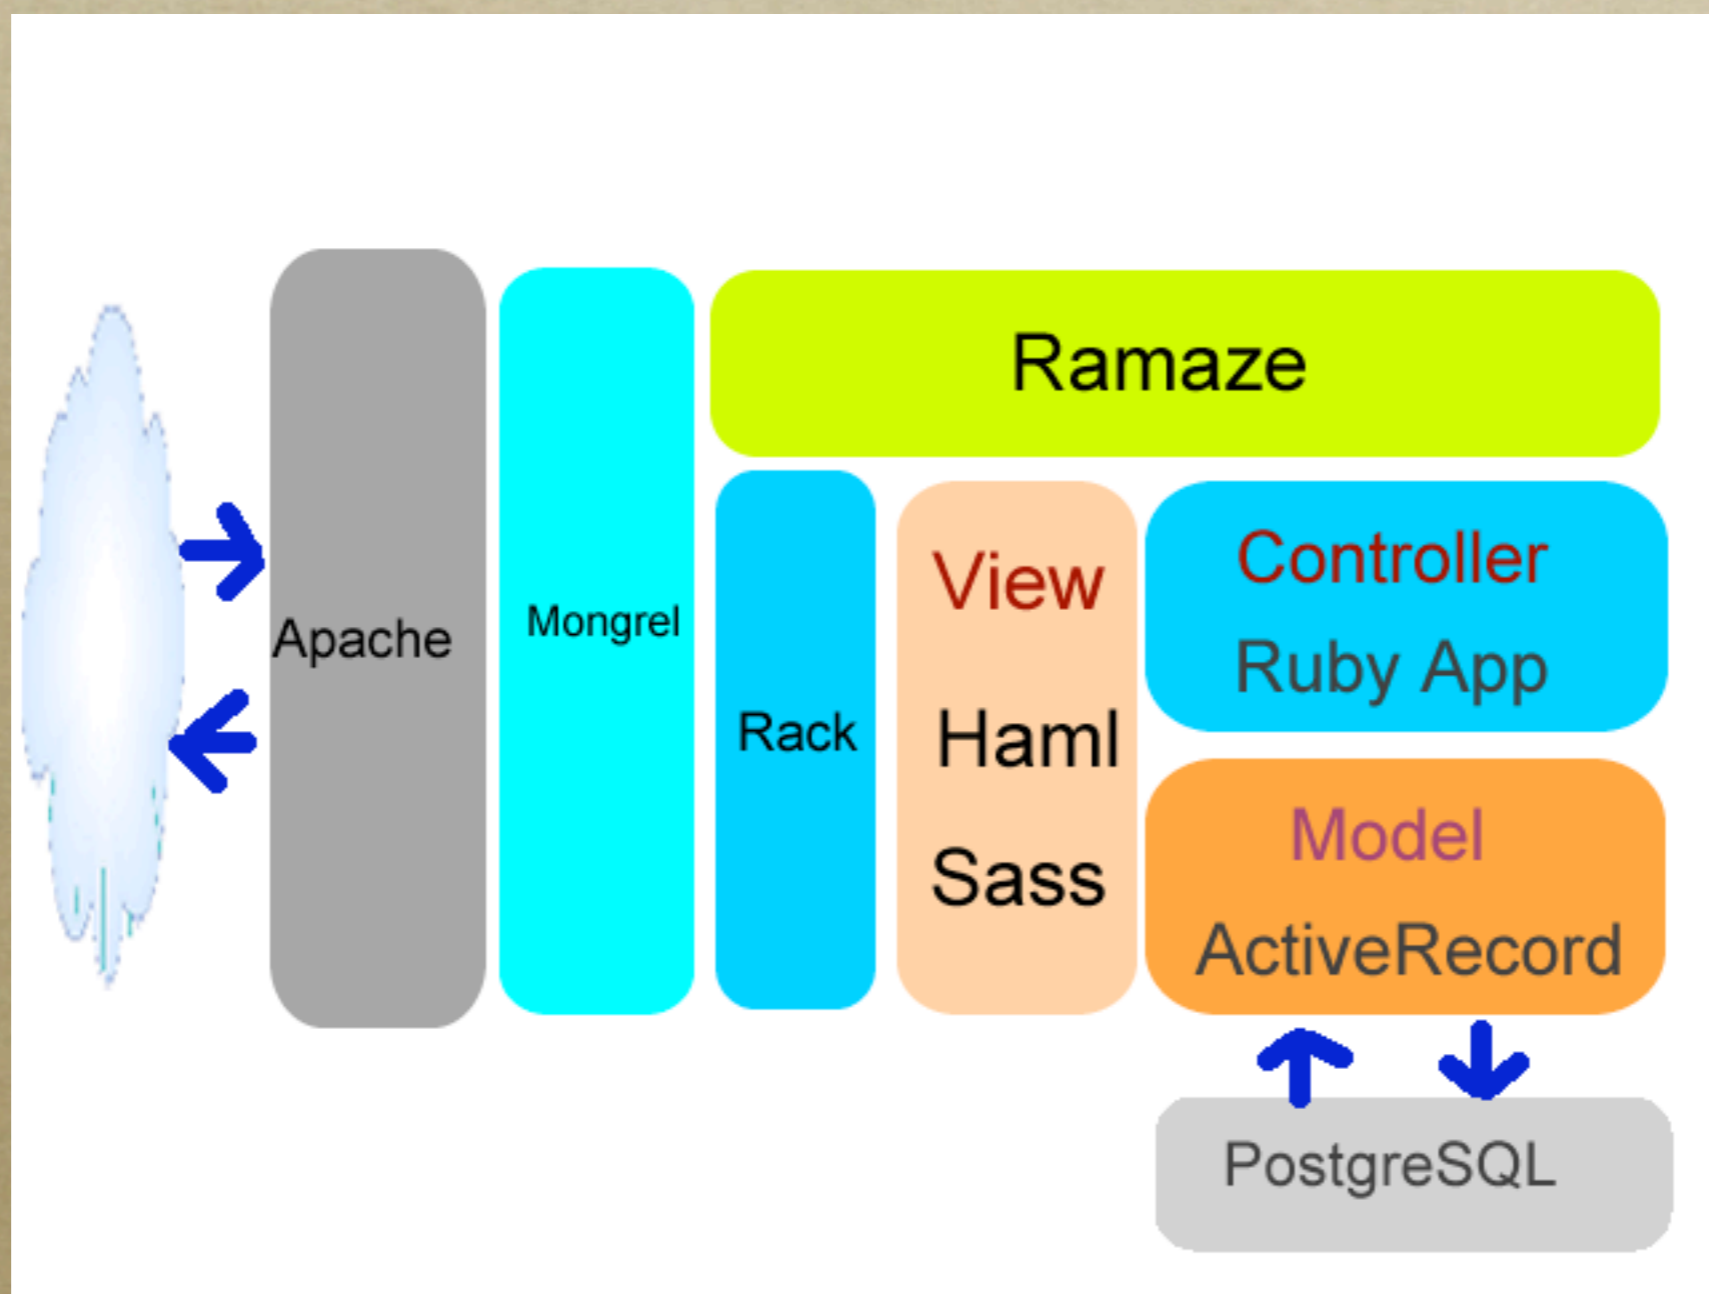 Apache
Mongrel
Ramaze
Rack
View
Haml
Sass
Controller
Ruby App
Model
ActiveRecord
PostgreSQL